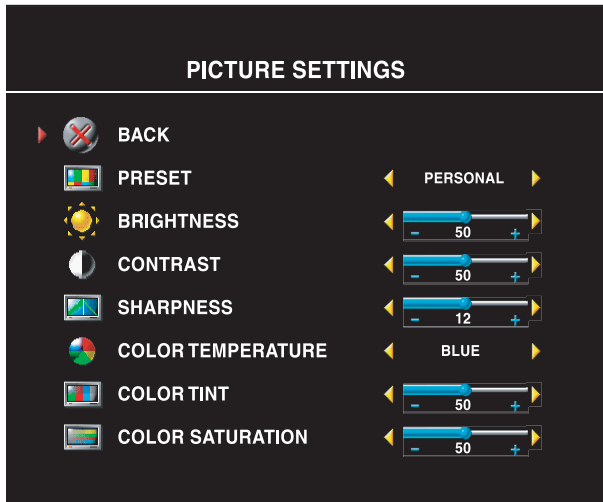 PICTURE SETTINGS
BACK
PRESET PERSONAL
BRIGHTNESS
- 50 +
CONTRAST
- 50 +
SHARPNESS
- 12 +
COLOR TEMPERATURE BLUE
COLOR TINT
- 50 +
COLOR SATURATION
- 50 +